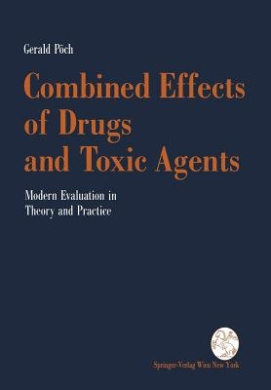 Gerald Pöch
Combined Effects
of Drugs
and Toxic Agents
Modern Evaluation in
Theory and Practice
Springer-Verlag Wien New York